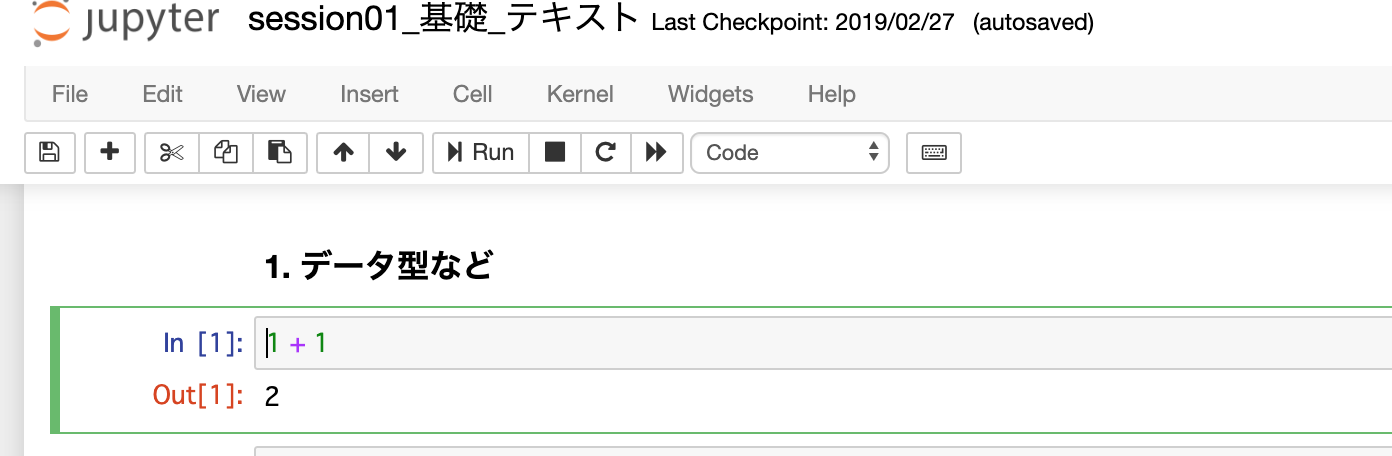 jupyter session01_基礎_テキスト Last Checkpoint: 2019/02/27 (autosaved)
File Edit View Insert Cell Kernel Widgets Help
Run Code
1. データ型など
In [1]: 1 + 1
Out[1]: 2